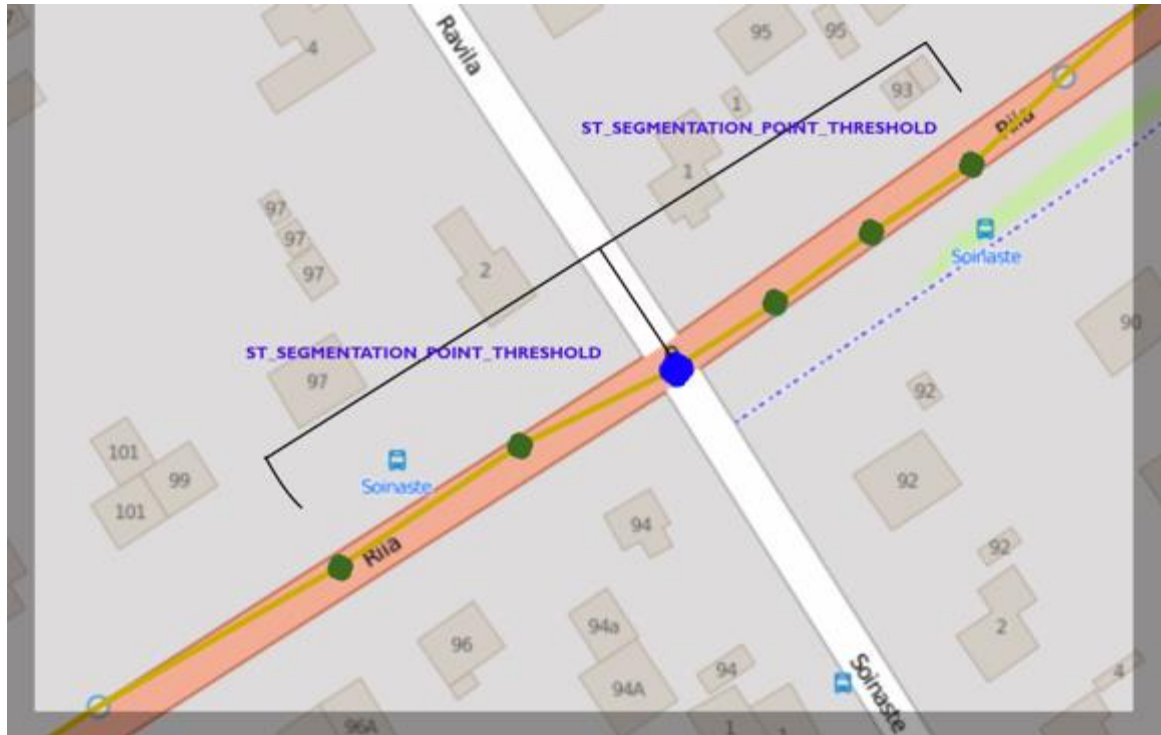 4
Ravila
95
95
93
1
ST_SEGMENTATION_POINT_THRESHOLD
Riia
1
97
97
97
2
Soinaste
90
ST_SEGMENTATION_POINT_THRESHOLD
97
92
101
99
101
Soinaste
92
94
Riia
92
96
94a
94
94A
2
4
Soinaste
96A
1